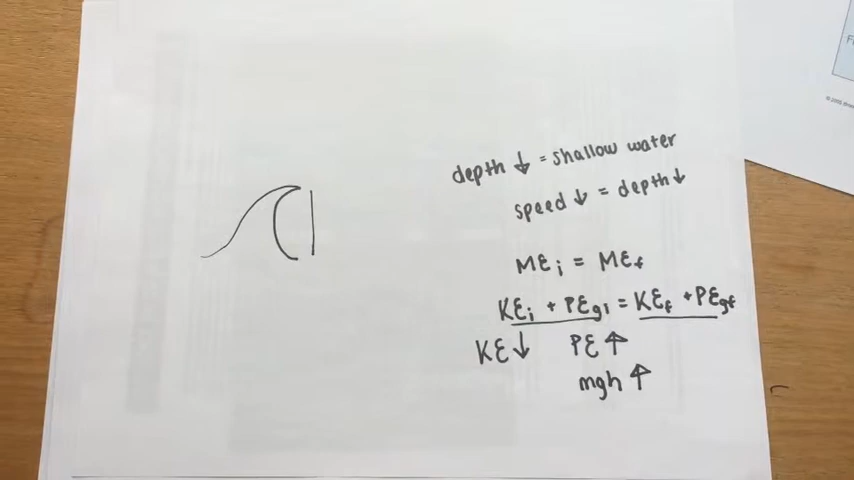 depth ↓ = shallow water
speed ↓ = depth ↓
MEi = MEf
KEi + PEgi = KEf + PEgf
KE ↓ PE ↑
mgh ↑